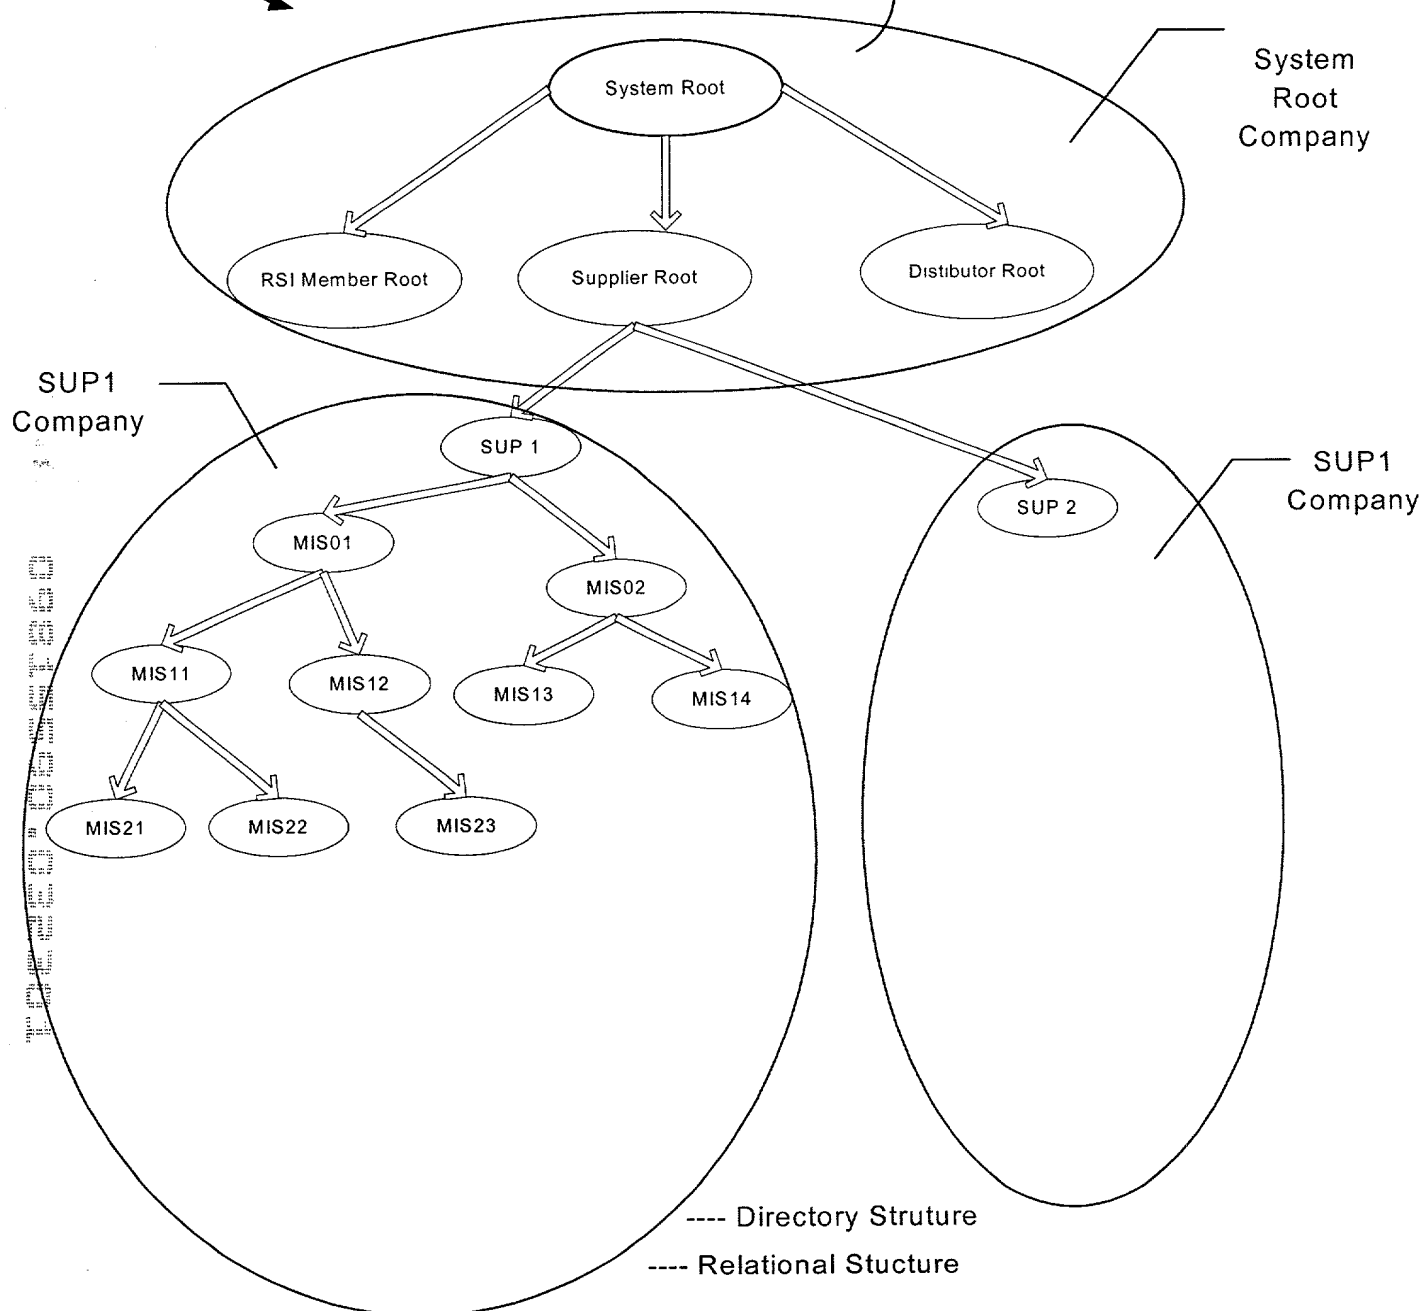 System Root
System
Root
Company
RSI Member Root
Supplier Root
Distibutor Root
SUP1
Company
SUP 1
SUP1
Company
SUP 2
MIS01
MIS02
MIS11
MIS12
MIS13
MIS14
MIS21
MIS22
MIS23
---- Directory Struture
---- Relational Stucture